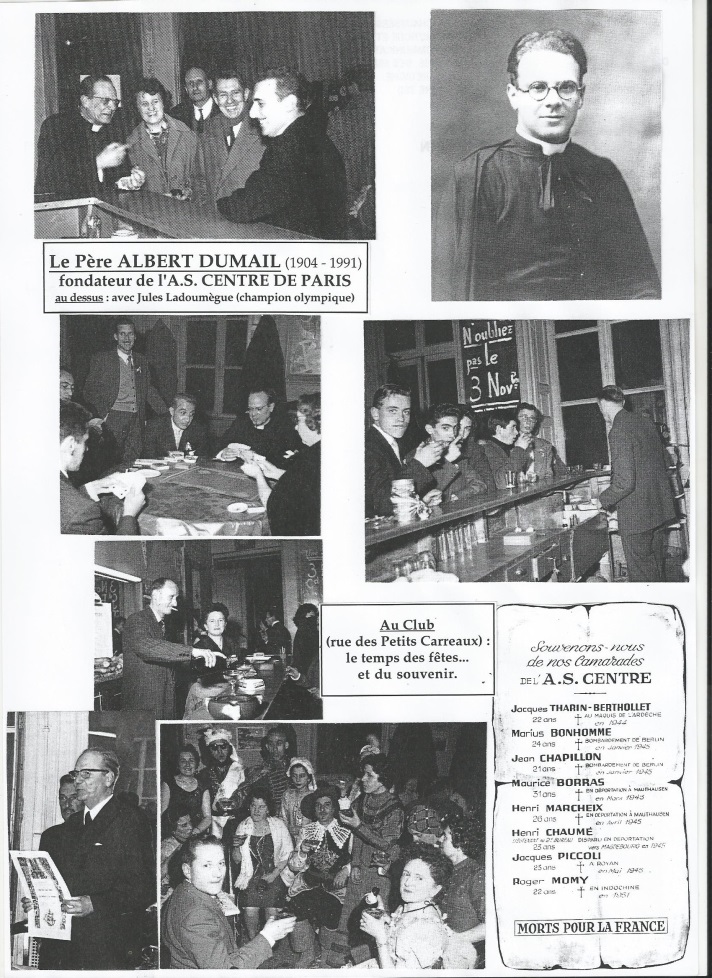 Le Père ALBERT DUMAIL (1904 - 1991)
fondateur de l'A.S. CENTRE DE PARIS
au dessus : avec Jules Ladoumègue (champion olympique)
N'oubliez
pas Le
3 Nov.
Au Club
(rue des Petits Carreaux) :
le temps des fêtes...
et du souvenir.
Souvenons-nous
de nos Camarades
DE L'A.S. CENTRE
Jacques THARIN-BERTHOLLET
22 ans † AU MAQUIS DE L'ARDÈCHE
en 1944
Marius BONHOMME
24 ans † BOMBARDEMENT DE BERLIN
en Janvier 1945
Jean CHAPILLON
21 ans † BOMBARDEMENT DE BERLIN
en Janvier 1945
Maurice BORRAS
31 ans † EN DÉPORTATION À MAUTHAUSEN
en
Henri MARCHEIX
26 ans † EN DÉPORTATION À MAUTHAUSEN
en Avril 1945
Henri CHAUMÉ
BUREAU DISPARU EN DÉPORTATION
23 ans vers MAGDEBOURG en 1945
Jacques PICCOLI
23 ans † A ROYAN
en Mai 1945
Roger MOMY
22 ans † EN INDOCHINE
en 1951
MORTS POUR LA FRANCE